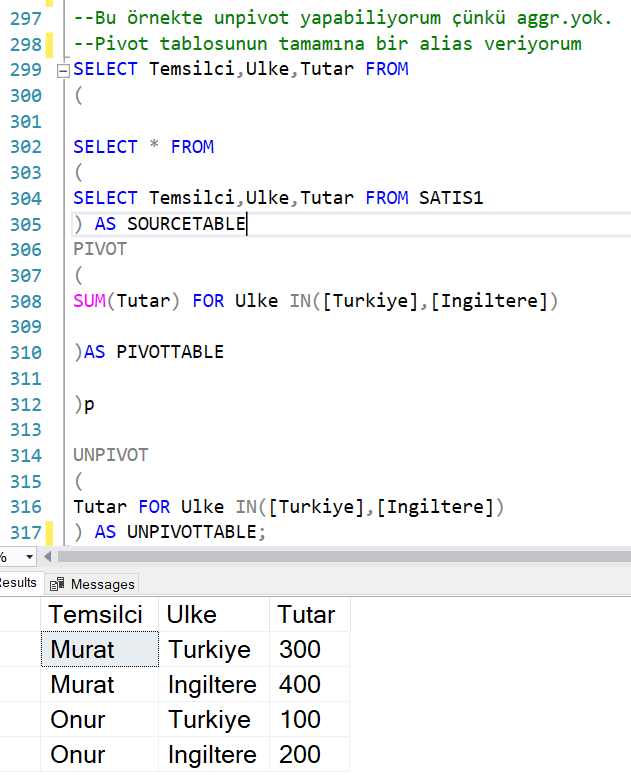 297 --Bu örnekte unpivot yapabiliyorum çünkü aggr.yok.
298 --Pivot tablosunun tamamına bir alias veriyorum
299 SELECT Temsilci,Ulke,Tutar FROM
300 (
301
302 SELECT * FROM
303 (
304 SELECT Temsilci,Ulke,Tutar FROM SATIS1
305 ) AS SOURCETABLE
306 PIVOT
307 (
308 SUM(Tutar) FOR Ulke IN([Turkiye],[Ingiltere])
309
310 )AS PIVOTTABLE
311
312 )p
313
314 UNPIVOT
315 (
316 Tutar FOR Ulke IN([Turkiye],[Ingiltere])
317 ) AS UNPIVOTTABLE;
%
Results Messages
Temsilci Ulke Tutar
Murat Turkiye 300
Murat Ingiltere 400
Onur Turkiye 100
Onur Ingiltere 200